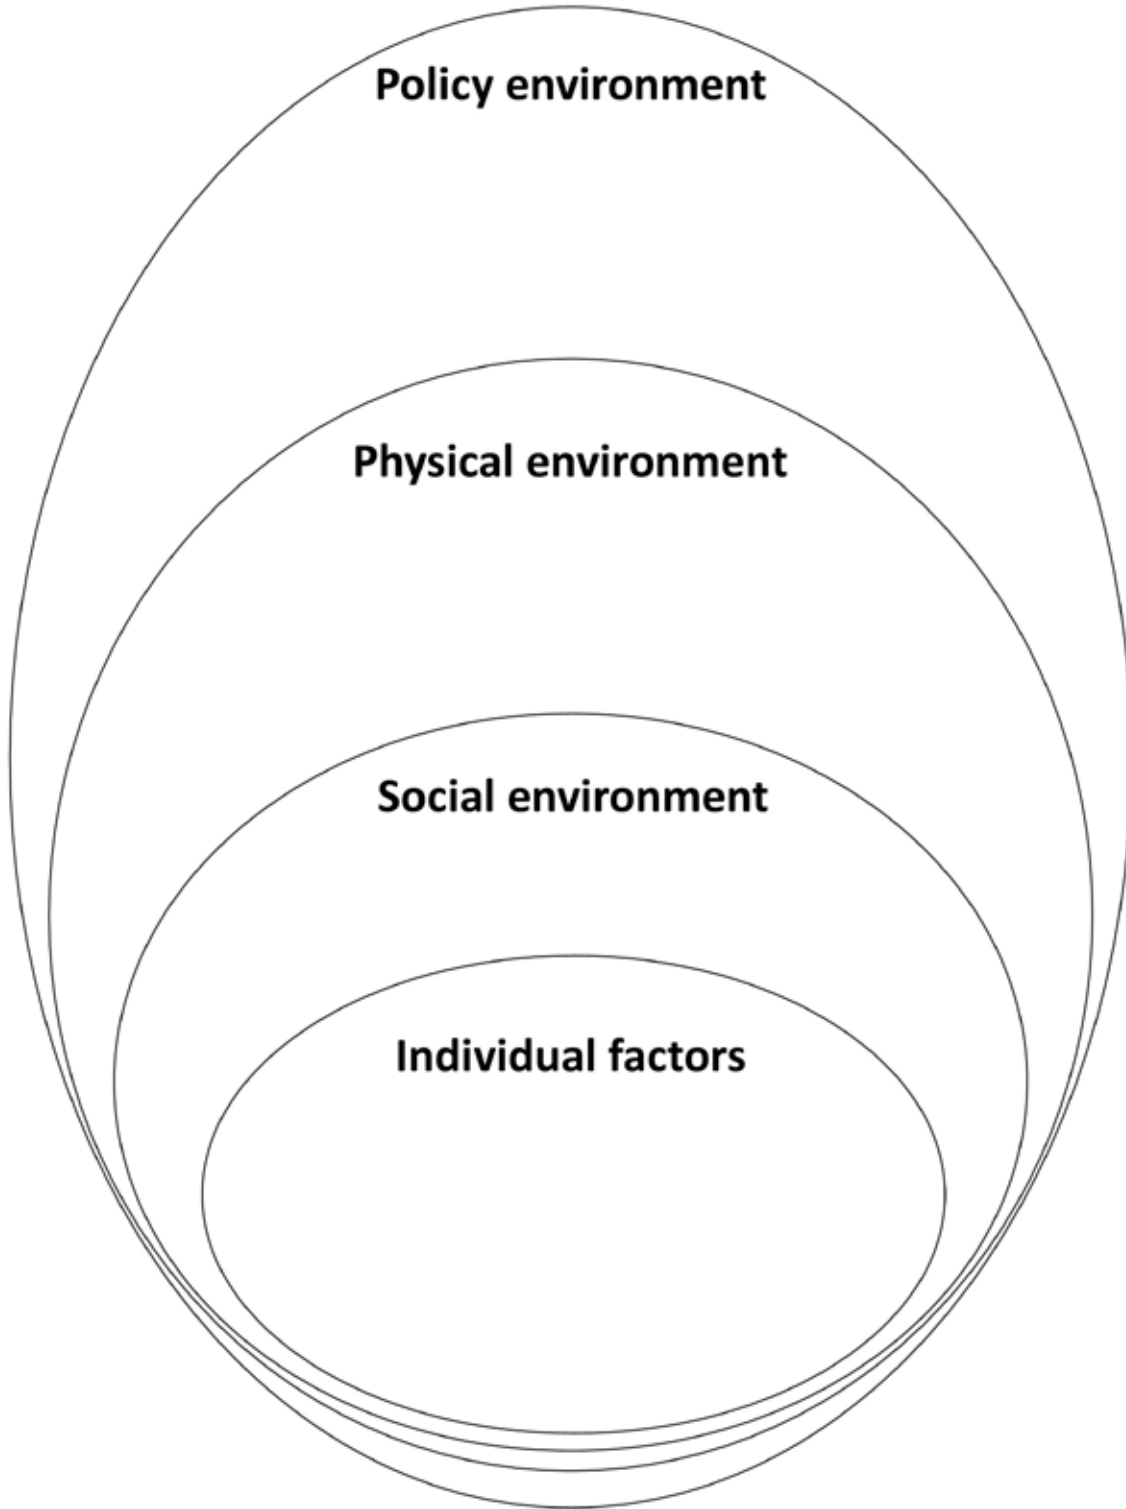 Policy environment
Physical environment
Social environment
Individual factors